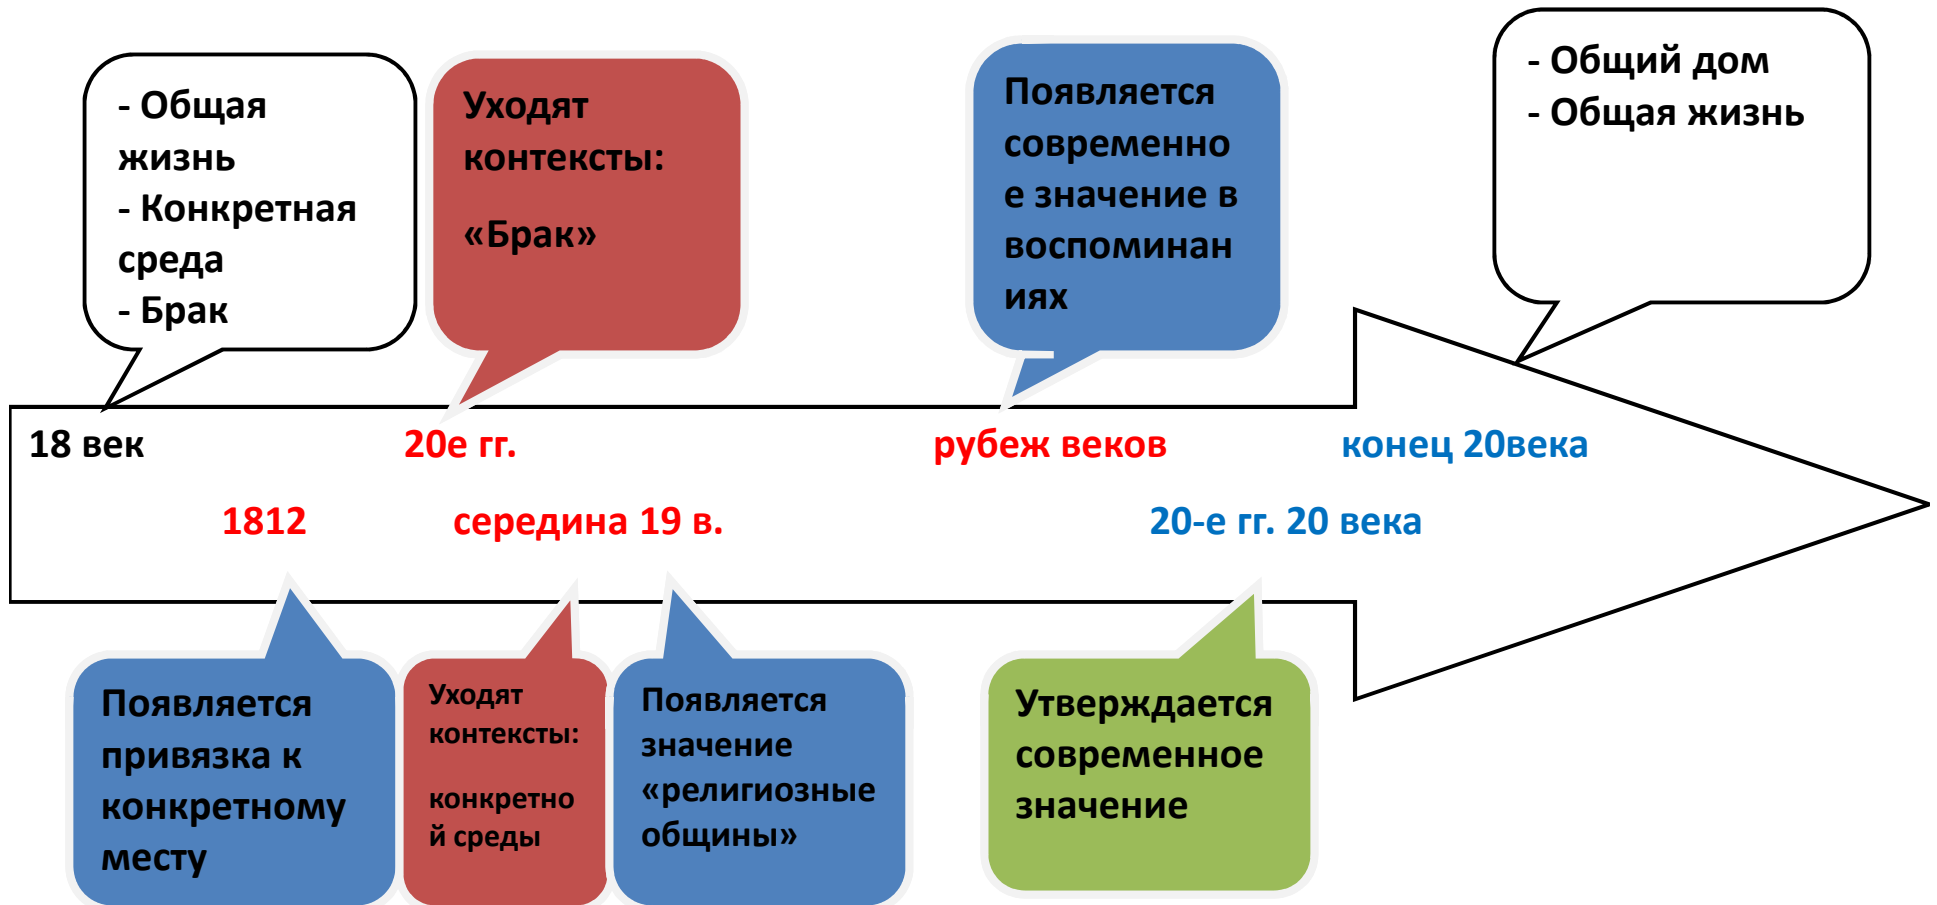 - Общая
жизнь
- Конкретная
среда
- Брак
Уходят
контексты:
«Брак»
Появляется
современно
е значение в
воспоминан
иях
- Общий дом
- Общая жизнь
18 век
20е гг.
рубеж веков
конец 20века
1812
середина 19 в.
20-е гг. 20 века
Появляется
привязка к
конкретному
месту
Уходят
контексты:
конкретно
й среды
Появляется
значение
«религиозные
общины»
Утверждается
современное
значение